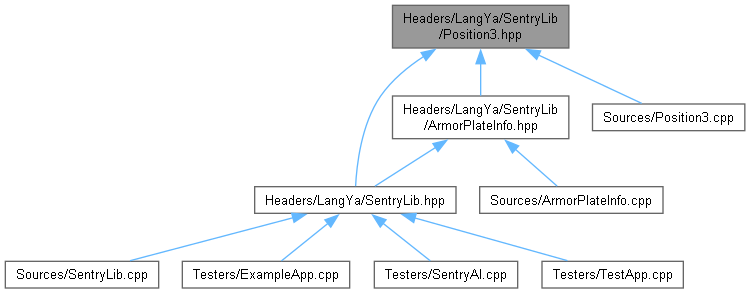 Headers/LangYa/SentryLib
/Position3.hpp
Headers/LangYa/SentryLib
/ArmorPlateInfo.hpp
Sources/Position3.cpp
Headers/LangYa/SentryLib.hpp
Sources/ArmorPlateInfo.cpp
Sources/SentryLib.cpp
Testers/ExampleApp.cpp
Testers/SentryAI.cpp
Testers/TestApp.cpp